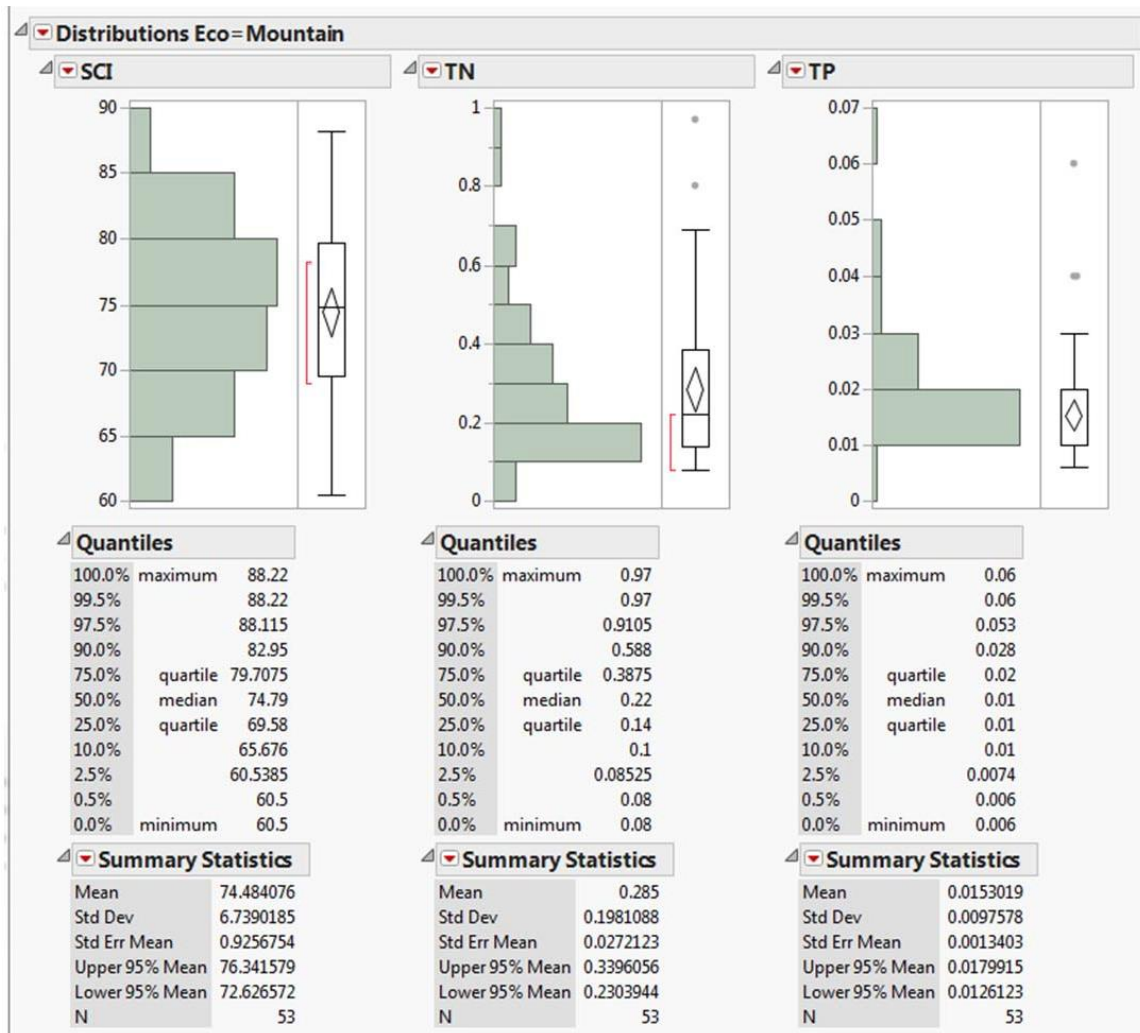 Distributions Eco=Mountain
SCI
90
85
80
75
70
65
60
Quantiles
100.0% maximum 88.22
99.5% 88.22
97.5% 88.115
90.0% 82.95
75.0% quartile 79.7075
50.0% median 74.79
25.0% quartile 69.58
10.0% 65.676
2.5% 60.5385
0.5% 60.5
0.0% minimum 60.5
Summary Statistics
Mean 74.484076
Std Dev 6.7390185
Std Err Mean 0.9256754
Upper 95% Mean 76.341579
Lower 95% Mean 72.626572
N 53
TN
1
0.8
0.6
0.4
0.2
0
Quantiles
100.0% maximum 0.97
99.5% 0.97
97.5% 0.9105
90.0% 0.588
75.0% quartile 0.3875
50.0% median 0.22
25.0% quartile 0.14
10.0% 0.1
2.5% 0.08525
0.5% 0.08
0.0% minimum 0.08
Summary Statistics
Mean 0.285
Std Dev 0.1981088
Std Err Mean 0.0272123
Upper 95% Mean 0.3396056
Lower 95% Mean 0.2303944
N 53
TP
0.07
0.06
0.05
0.04
0.03
0.02
0.01
0
Quantiles
100.0% maximum 0.06
99.5% 0.06
97.5% 0.053
90.0% 0.028
75.0% quartile 0.02
50.0% median 0.01
25.0% quartile 0.01
10.0% 0.01
2.5% 0.0074
0.5% 0.006
0.0% minimum 0.006
Summary Statistics
Mean 0.0153019
Std Dev 0.0097578
Std Err Mean 0.0013403
Upper 95% Mean 0.0179915
Lower 95% Mean 0.0126123
N 53